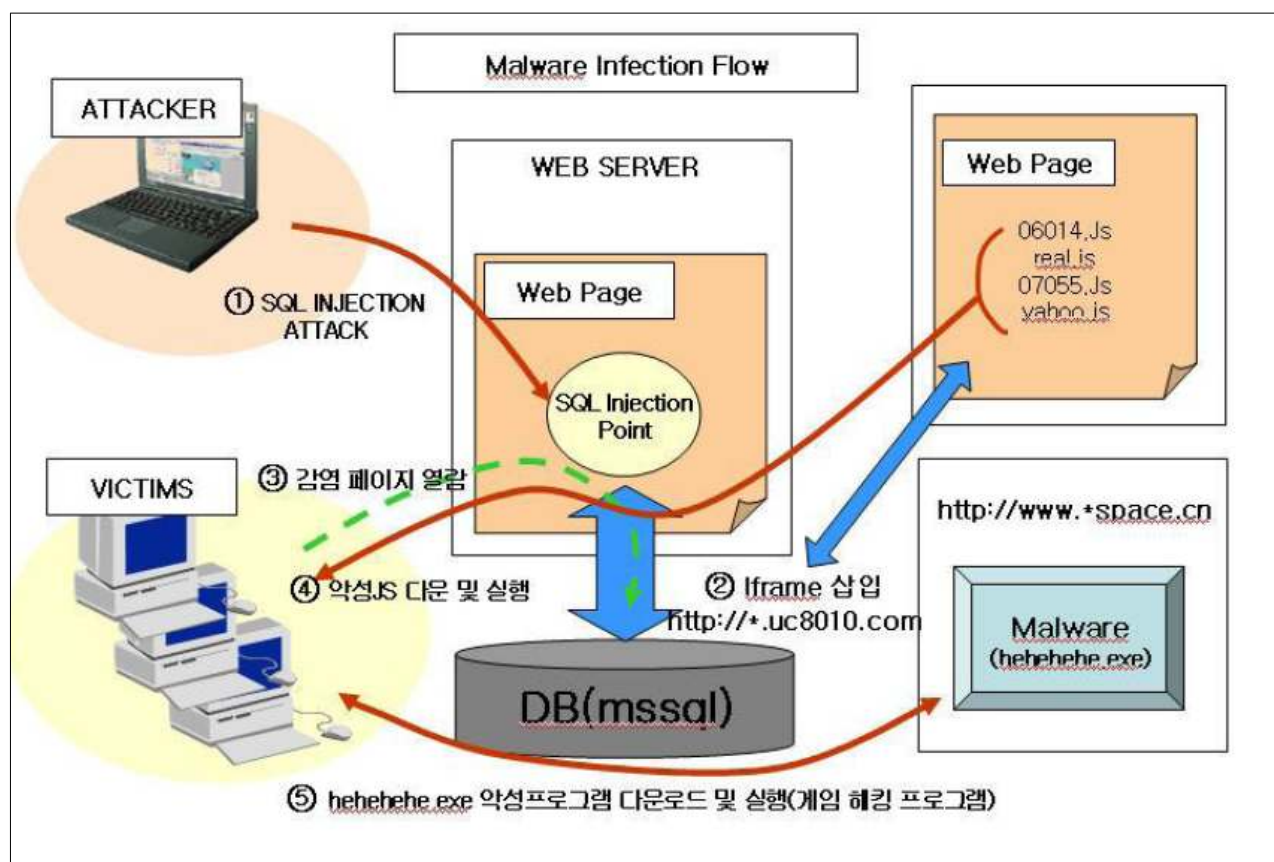 Malware Infection Flow
ATTACKER
① SQL INJECTION
ATTACK
WEB SERVER
Web Page
SQL Injection
Point
Web Page
06014.Js
real.js
07055.Js
yahoo.js
VICTIMS
③ 감염 페이지 열람
④ 악성JS 다운 및 실행
② Iframe 삽입
http://*.uc8010.com
DB(mssql)
http://www.*space.cn
Malware
(hehehehe.exe)
⑤ hehehehe.exe 악성프로그램 다운로드 및 실행(게임 해킹 프로그램)